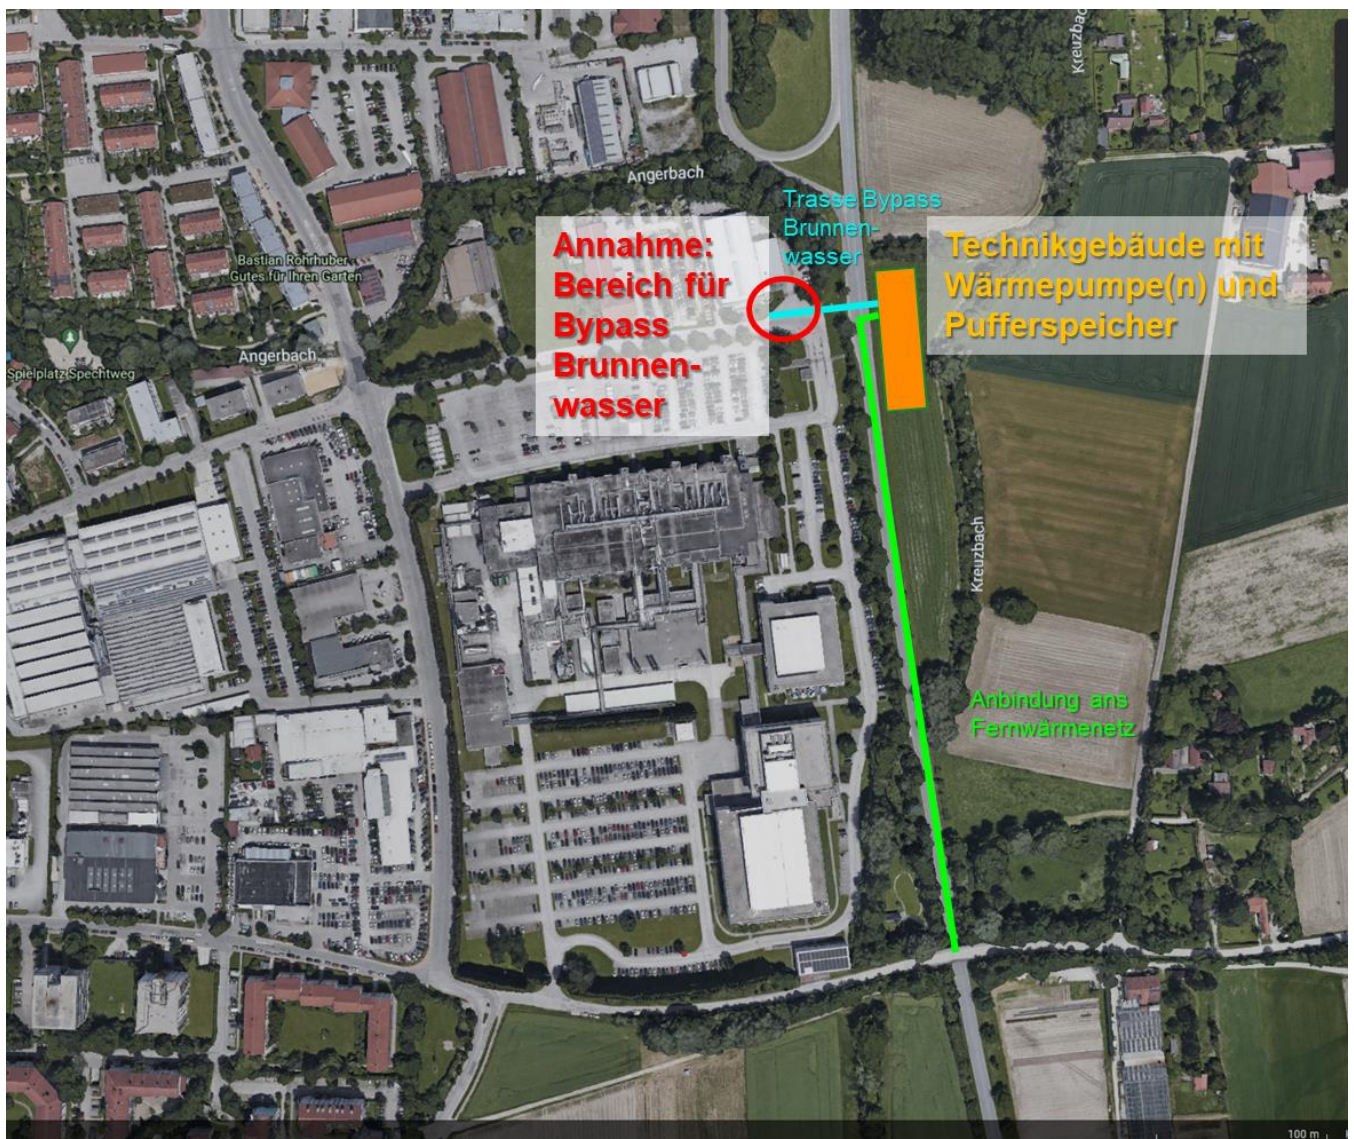 Kreuzbach
Angerbach
Trasse Bypass
Brunnen-
wasser
Annahme:
Bereich für
Bypass
Brunnen-
wasser
Technikgebäude mit
Wärmepumpe(n) und
Pufferspeicher
Bastian Rohrhuber
Gutes für Ihren Garten
Angerbach
Spielplatz Spechtweg
Kreuzbach
Anbindung ans
Fernwärmenetz
100 m